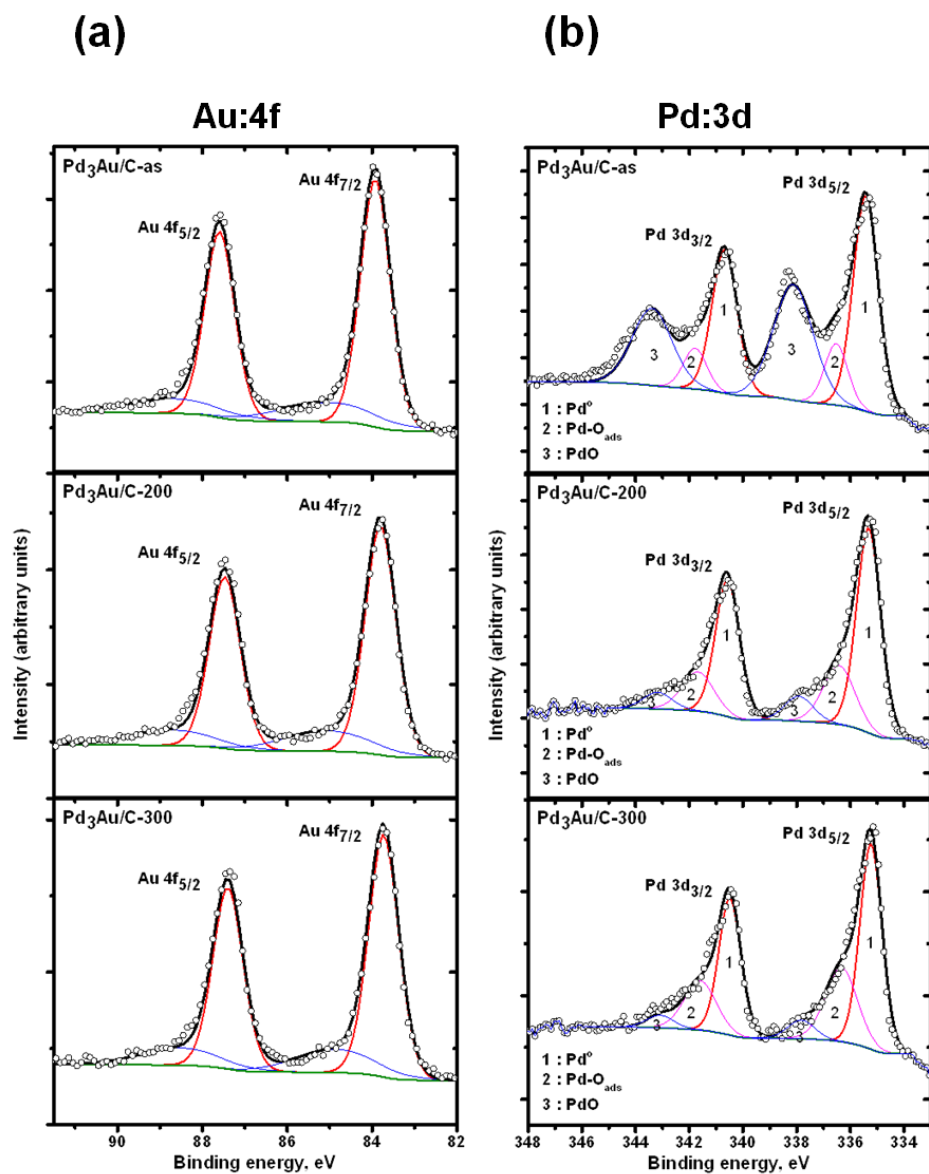 (a)
(b)
Au:4f
Pd:3d
Pd3Au/C-as
Au 4f7/2
Au 4f5/2
Pd3Au/C-200
Au 4f7/2
Au 4f5/2
Pd3Au/C-300
Au 4f7/2
Au 4f5/2
Intensity (arbitrary units)
90 88 86 84 82
Binding energy, eV
Pd3Au/C-as
Pd 3d5/2
Pd 3d3/2
1
1
2
2
3
3
1 : Pd⁰
2 : Pd-Oads
3 : PdO
Pd3Au/C-200
Pd 3d5/2
Pd 3d3/2
1
1
2
2
3
3
1 : Pd⁰
2 : Pd-Oads
3 : PdO
Pd3Au/C-300
Pd 3d5/2
Pd 3d3/2
1
1
2
2
3
3
1 : Pd⁰
2 : Pd-Oads
3 : PdO
Intensity (arbitrary units)
348 346 344 342 340 338 336 334
Binding energy, eV